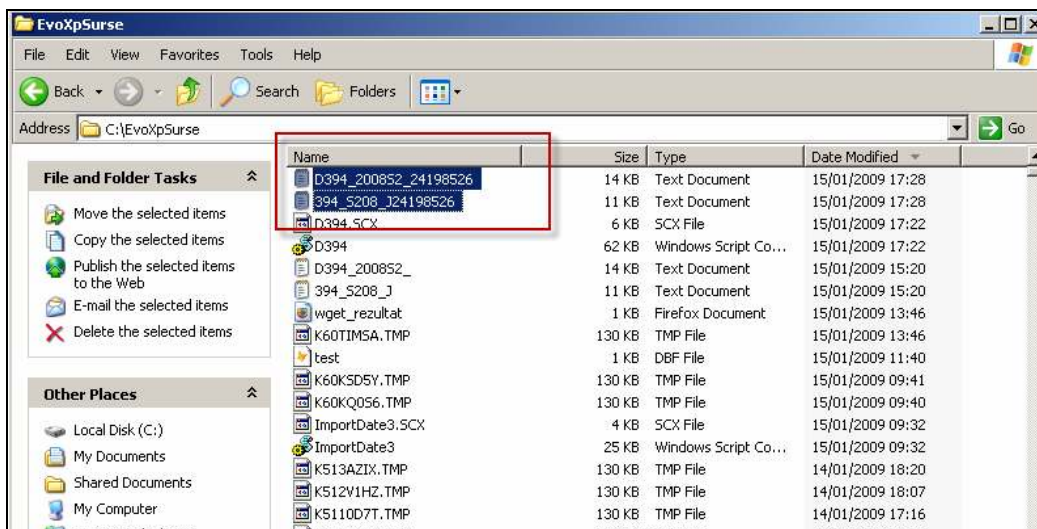 EvoXpSurse
File Edit View Favorites Tools Help
Back Search Folders
Address C:\EvoXpSurse Go
File and Folder Tasks
Move the selected items
Copy the selected items
Publish the selected items
to the Web
E-mail the selected items
Delete the selected items
Other Places
Local Disk (C:)
My Documents
Shared Documents
My Computer
Name Size Type Date Modified
D394_2008S2_24198526 14 KB Text Document 15/01/2009 17:28
394_S208_J24198526 11 KB Text Document 15/01/2009 17:28
D394.SCX 6 KB SCX File 15/01/2009 17:22
D394 62 KB Windows Script Co... 15/01/2009 17:22
D394_2008S2_ 14 KB Text Document 15/01/2009 15:20
394_S208_J 11 KB Text Document 15/01/2009 15:20
wget_rezultat 1 KB Firefox Document 15/01/2009 13:46
K60TIMSA.TMP 130 KB TMP File 15/01/2009 13:46
test 1 KB DBF File 15/01/2009 11:40
K60KSD5Y.TMP 130 KB TMP File 15/01/2009 09:41
K60KQ0S6.TMP 130 KB TMP File 15/01/2009 09:40
ImportDate3.SCX 4 KB SCX File 15/01/2009 09:32
ImportDate3 25 KB Windows Script Co... 15/01/2009 09:32
K513AZIX.TMP 130 KB TMP File 14/01/2009 18:20
K512V1HZ.TMP 130 KB TMP File 14/01/2009 18:07
K5110D7T.TMP 130 KB TMP File 14/01/2009 17:16